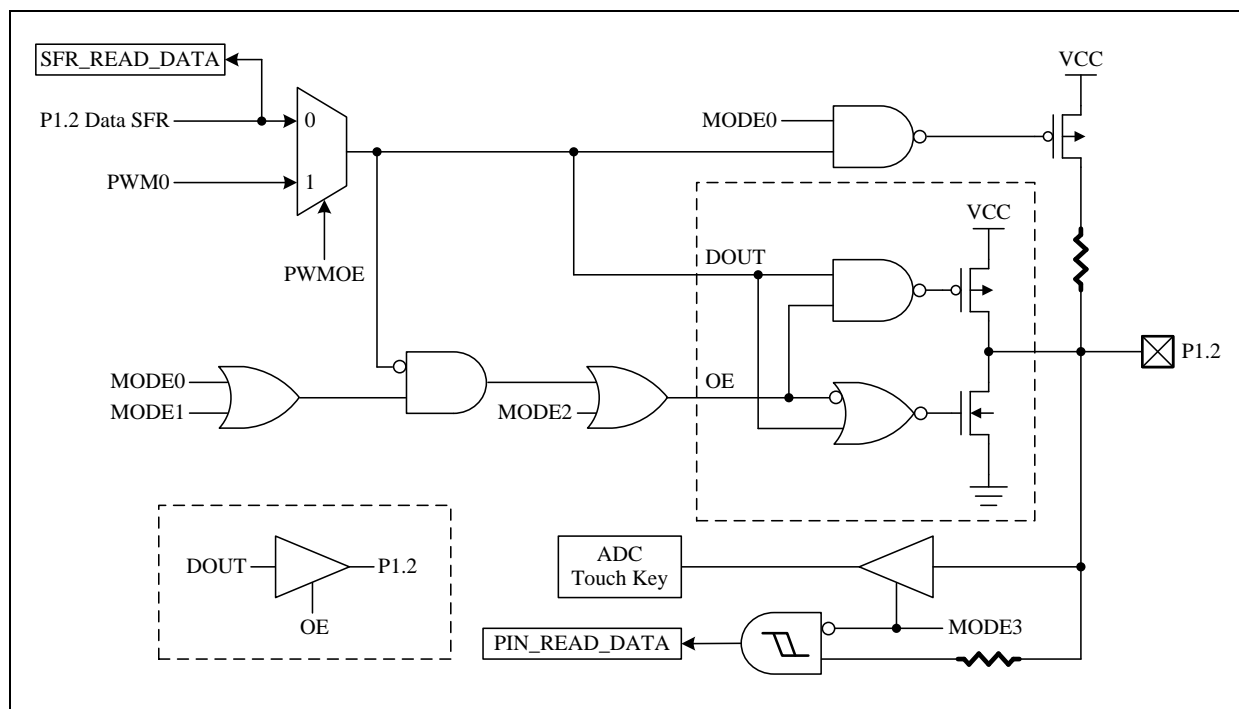 SFR_READ_DATA
P1.2 Data SFR
0
PWM0
1
PWMOE
MODE0
VCC
VCC
DOUT
P1.2
MODE0
MODE1
MODE2
OE
DOUT
P1.2
OE
ADC
Touch Key
MODE3
PIN_READ_DATA